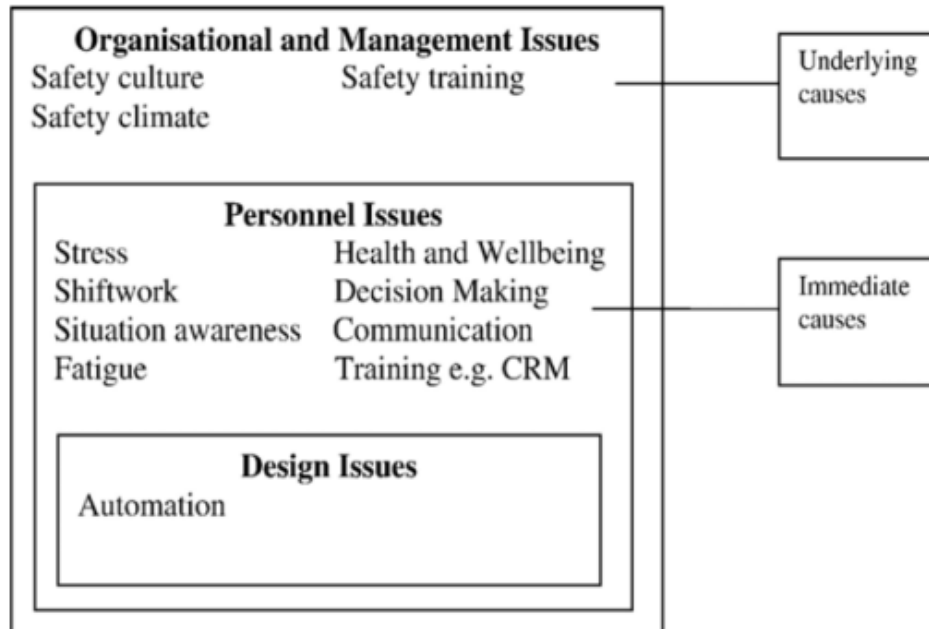 Organisational and Management Issues
Safety culture Safety training
Safety climate
Underlying
causes
Personnel Issues
Stress Health and Wellbeing
Shiftwork Decision Making
Situation awareness Communication
Fatigue Training e.g. CRM
Immediate
causes
Design Issues
Automation